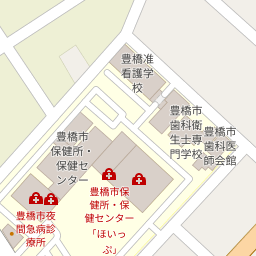 豊橋准
看護学
校
豊橋市
歯科衛
生士専
門学校
豊橋市
歯科医
師会館
豊橋市
保健所・
保健セ
ンター
豊橋市保
健所・保
健センター
「ほいっ
ぷ」
豊橋市夜
間急病診
療所